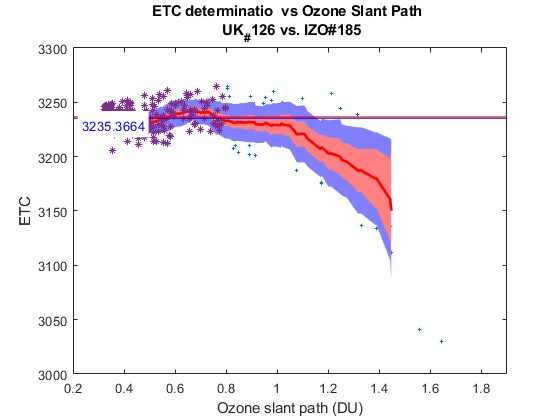 ETC determinatio  vs Ozone Slant Path
UK#126 vs. IZO#185
3300
3250
3235.3664
3200
ETC
3150
3100
3050
3000
0.2 0.4 0.6 0.8 1 1.2 1.4 1.6 1.8
Ozone slant path (DU)